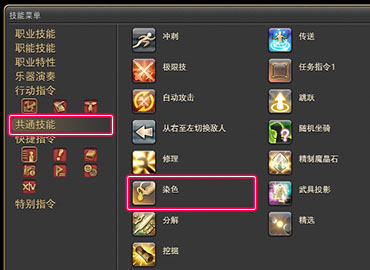 技能菜单
职业技能
职能技能
职业特性
乐器演奏
行动指令
共通技能
快捷指令
XIV
特别指令
冲刺
传送
极限技
任务指令1
自动攻击
跳跃
从右至左切换敌人
随机坐骑
修理
精制魔晶石
染色
武具投影
分解
精选
挖掘